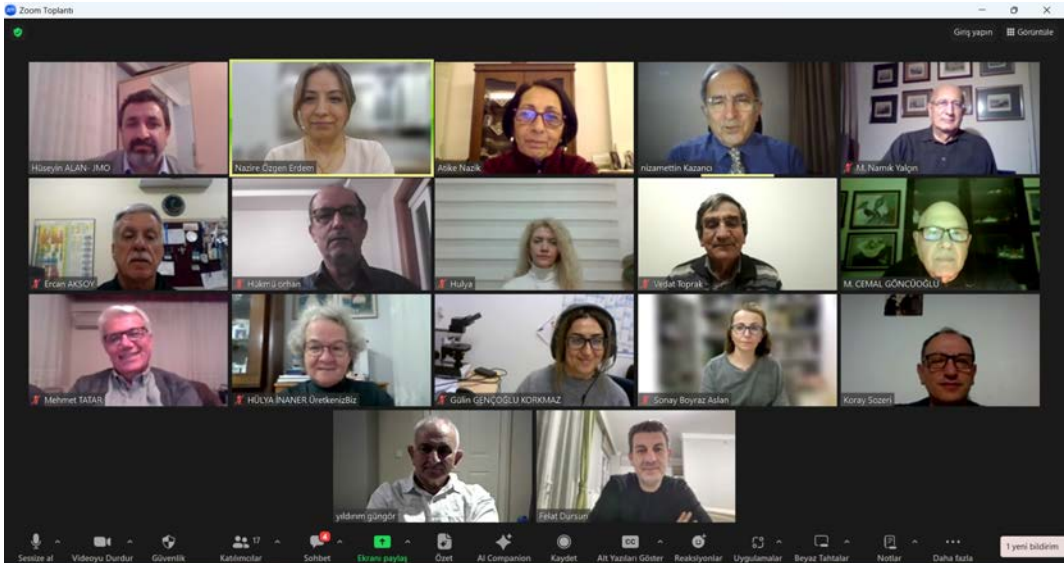 Zoom Toplantı
Giriş yapın
Görüntüle
Hüseyin ALAN- JMO
Nazire Özgen Erdem
Atike Nazik
nizamettin Kazancı
M. Namık Yalçın
Ercan AKSOY
Hükmü orhan
Hulya
Vedat Toprak
M. CEMAL GÖNCÜOĞLU
Mehmet TATAR
HÜLYA İNANER ÜretkenizBiz
Gülin GENÇOĞLU KORKMAZ
Sonay Boyraz Aslan
Koray Sozeri
yıldırım güngör
Felat Dursun
17
4
CC
Sessize al
Videoyu Durdur
Güvenlik
Katılımcılar
Sohbet
Ekranı paylaş
Özet
AI Companion
Kaydet
Alt Yazıları Göster
Reaksiyonlar
Uygulamalar
Beyaz Tahtalar
Notlar
Daha fazla
1 yeni bildirim